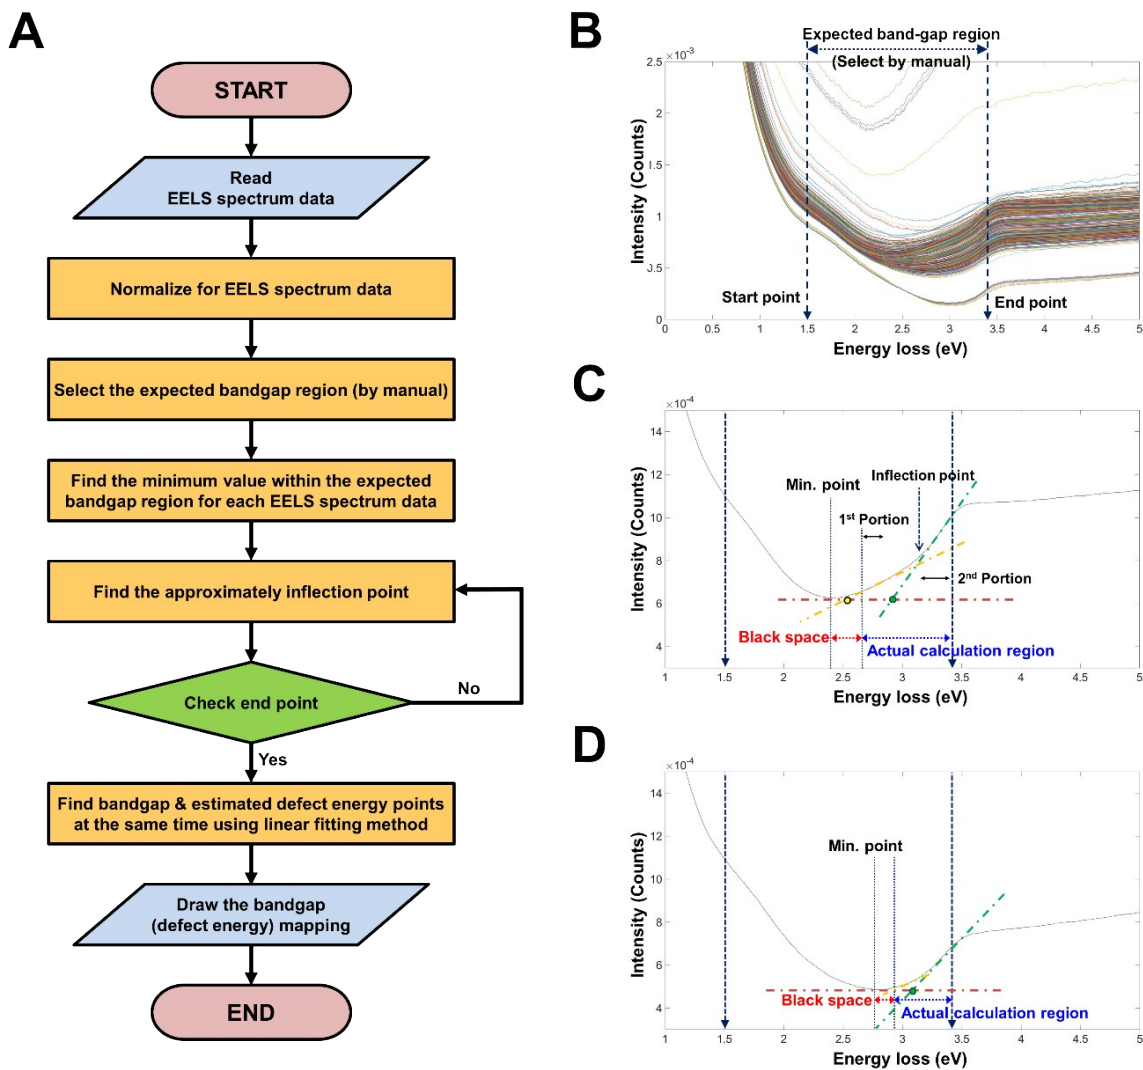 A
START
Read
EELS spectrum data
Normalize for EELS spectrum data
Select the expected bandgap region (by manual)
Find the minimum value within the expected
bandgap region for each EELS spectrum data
Find the approximately inflection point
Check end point
No
Yes
Find bandgap & estimated defect energy points
at the same time using linear fitting method
Draw the bandgap
(defect energy) mapping
END
B
Expected band-gap region
(Select by manual)
×10⁻³
2.5
2
1.5
1
0.5
0
Intensity (Counts)
Start point
End point
0 0.5 1 1.5 2 2.5 3 3.5 4 4.5 5
Energy loss (eV)
C
×10⁻⁴
14
12
10
8
6
4
Intensity (Counts)
Min. point
Inflection point
1st Portion
2nd Portion
Black space
Actual calculation region
1 1.5 2 2.5 3 3.5 4 4.5 5
Energy loss (eV)
D
×10⁻⁴
14
12
10
8
6
4
Intensity (Counts)
Min. point
Black space
Actual calculation region
1 1.5 2 2.5 3 3.5 4 4.5 5
Energy loss (eV)